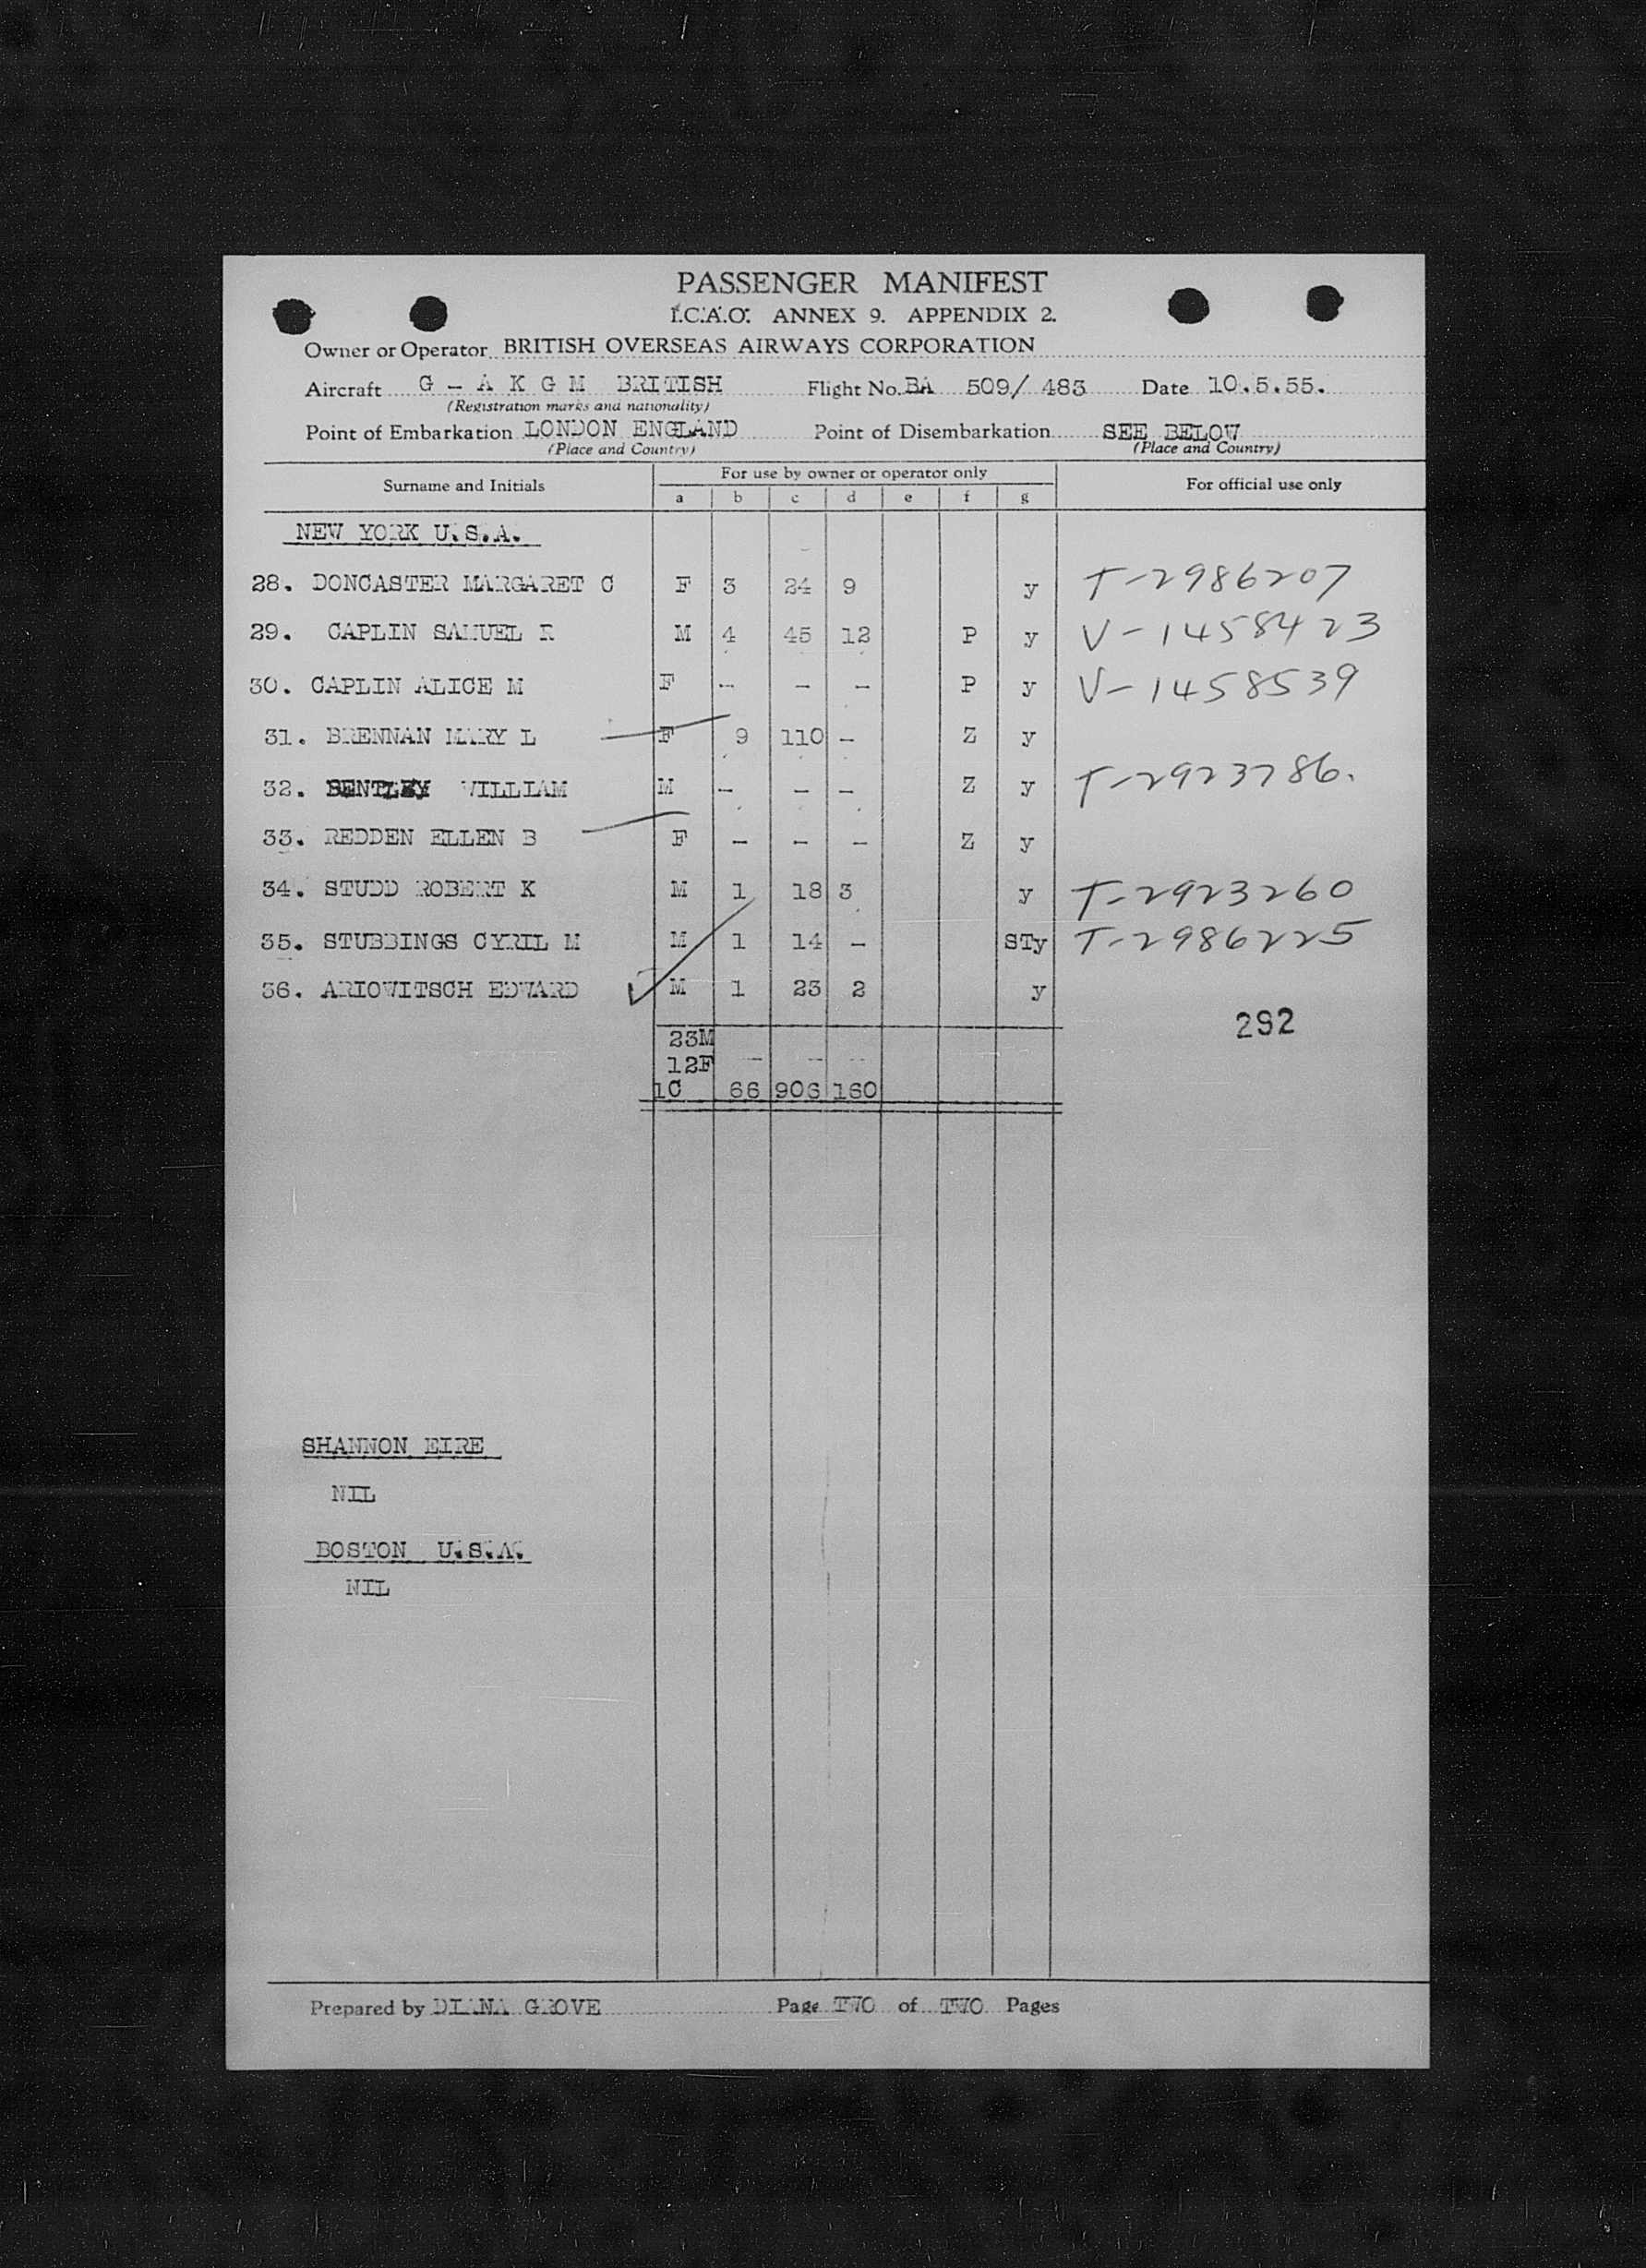 PASSENGER MANIFEST
I.C.A.O. ANNEX 9. APPENDIX 2.
Owner or Operator BRITISH OVERSEAS AIRWAYS CORPORATION
Aircraft G - A K G M BRITISH Flight No. BA 509/ 483 Date 10.5.55.
(Registration marks and nationality)
Point of Embarkation LONDON ENGLAND Point of Disembarkation SEE BELOW
(Place and Country) (Place and Country)
Surname and Initials For use by owner or operator only For official use only
a b c d e f g
NEW YORK U.S.A.
28. DONCASTER MARGARET C F 3 24 9 y T-2986207
29. CAPLIN SAMUEL R M 4 45 12 P y V-1458423
30. CAPLIN ALICE M F - - - P y V-1458539
31. BRENNAN MARY L F 9 110 - Z y
32. BENTLEY WILLIAM M - - - Z y T-2923786.
33. REDDEN ELLEN B F - - - Z y
34. STUDD ROBERT K M 1 18 3 y T-2923260
35. STUBBINGS CYRIL M M 1 14 - STy T-2986225
36. ARIOWITSCH EDWARD M 1 23 2 y
292
23M
12F - - -
1C 66 906 160
SHANNON EIRE
NIL
BOSTON U.S.A.
NIL
Prepared by DIANA GROVE Page TWO of TWO Pages